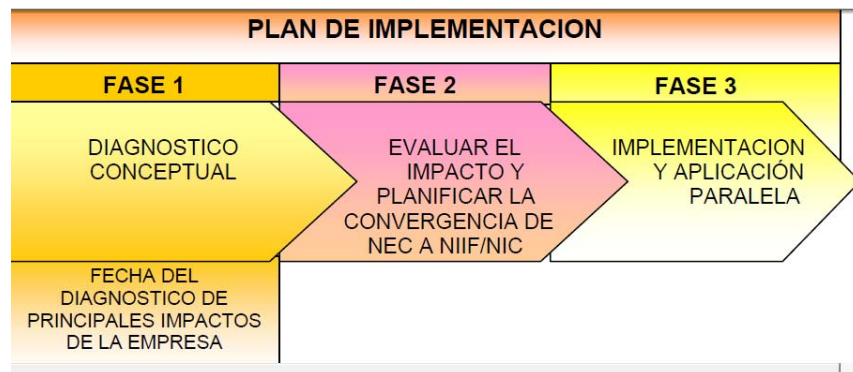 PLAN DE IMPLEMENTACION
FASE 1
FASE 2
FASE 3
DIAGNOSTICO
CONCEPTUAL
EVALUAR EL
IMPACTO Y
PLANIFICAR LA
CONVERGENCIA DE
NEC A NIIF/NIC
IMPLEMENTACION
Y APLICACIÓN
PARALELA
FECHA DEL
DIAGNOSTICO DE
PRINCIPALES IMPACTOS
DE LA EMPRESA